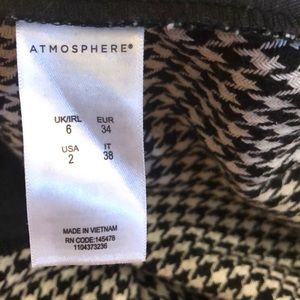 ATMOSPHERE®
UK/IRL EUR
6 34
USA IT
2 38
MADE IN VIETNAM
RN CODE:145478
1104373236